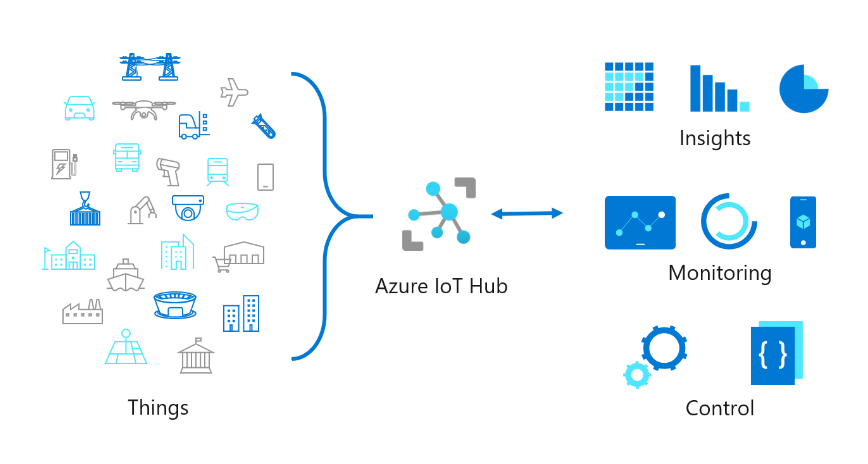 Insights
Monitoring
Azure IoT Hub
Things
Control
{ }